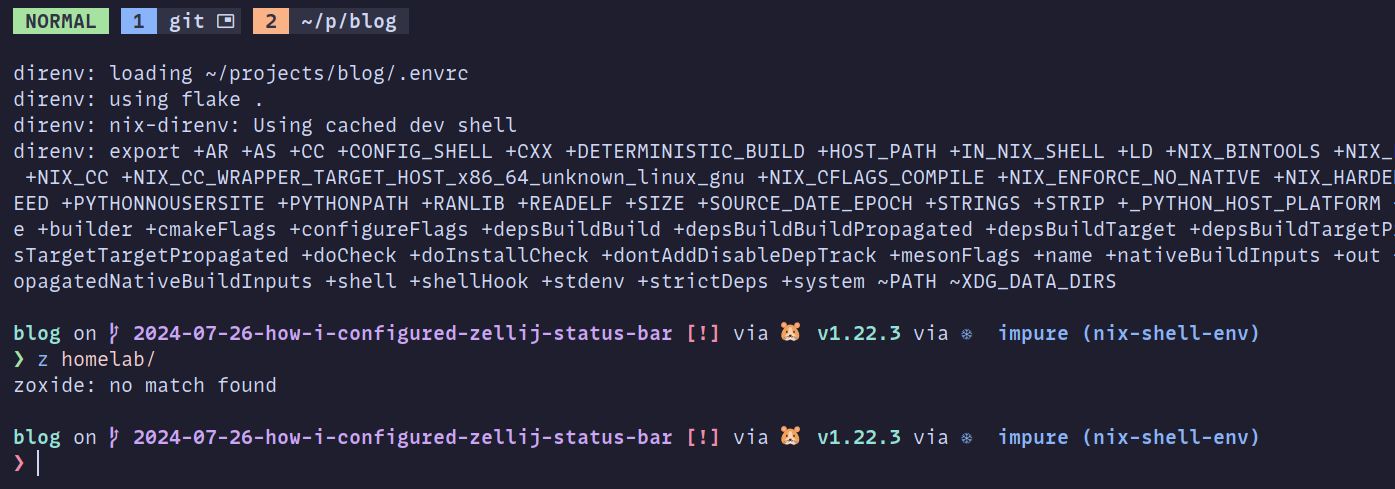 NORMAL 1 git 2 ~/p/blog
direnv: loading ~/projects/blog/.envrc
direnv: using flake .
direnv: nix-direnv: Using cached dev shell
direnv: export +AR +AS +CC +CONFIG_SHELL +CXX +DETERMINISTIC_BUILD +HOST_PATH +IN_NIX_SHELL +LD +NIX_BINTOOLS +NIX_
+NIX_CC +NIX_CC_WRAPPER_TARGET_HOST_x86_64_unknown_linux_gnu +NIX_CFLAGS_COMPILE +NIX_ENFORCE_NO_NATIVE +NIX_HARDE
EED +PYTHONNOUSERSITE +PYTHONPATH +RANLIB +READELF +SIZE +SOURCE_DATE_EPOCH +STRINGS +STRIP +_PYTHON_HOST_PLATFORM
e +builder +cmakeFlags +configureFlags +depsBuildBuild +depsBuildBuildPropagated +depsBuildTarget +depsBuildTargetP
sTargetTargetPropagated +doCheck +doInstallCheck +dontAddDisableDepTrack +mesonFlags +name +nativeBuildInputs +out
opagatedNativeBuildInputs +shell +shellHook +stdenv +strictDeps +system ~PATH ~XDG_DATA_DIRS
blog on 2024-07-26-how-i-configured-zellij-status-bar [!] via 🐹 v1.22.3 via ❄ impure (nix-shell-env)
❯ z homelab/
zoxide: no match found
blog on 2024-07-26-how-i-configured-zellij-status-bar [!] via 🐹 v1.22.3 via ❄ impure (nix-shell-env)
❯